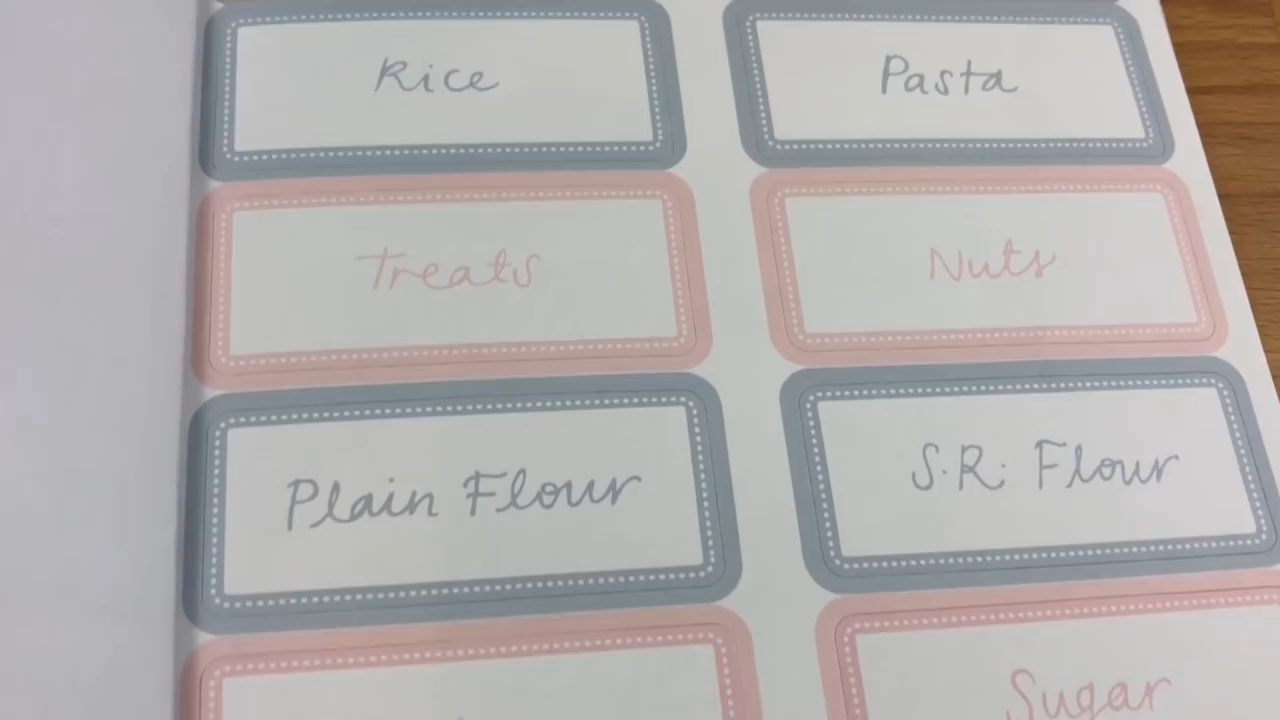 Rice
Pasta
Treats
Nuts
Plain Flour
S.R. Flour
Sugar